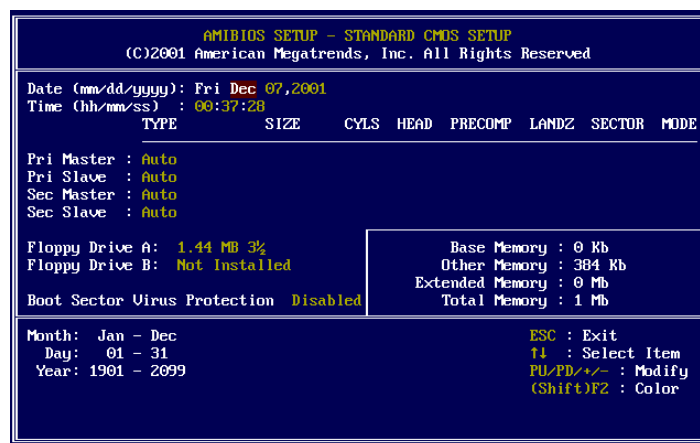 AMIBIOS SETUP - STANDARD CMOS SETUP
(C)2001 American Megatrends, Inc. All Rights Reserved
Date (mm/dd/yyyy): Fri Dec 07,2001
Time (hh/mm/ss) : 00:37:28
TYPE SIZE CYLS HEAD PRECOMP LANDZ SECTOR MODE
Pri Master : Auto
Pri Slave : Auto
Sec Master : Auto
Sec Slave : Auto
Floppy Drive A: 1.44 MB 3½
Floppy Drive B: Not Installed
Boot Sector Virus Protection Disabled
Base Memory : 0 Kb
Other Memory : 384 Kb
Extended Memory : 0 Mb
Total Memory : 1 Mb
Month: Jan - Dec
Day: 01 - 31
Year: 1901 - 2099
ESC : Exit
↑↓ : Select Item
PU/PD/+/- : Modify
(Shift)F2 : Color